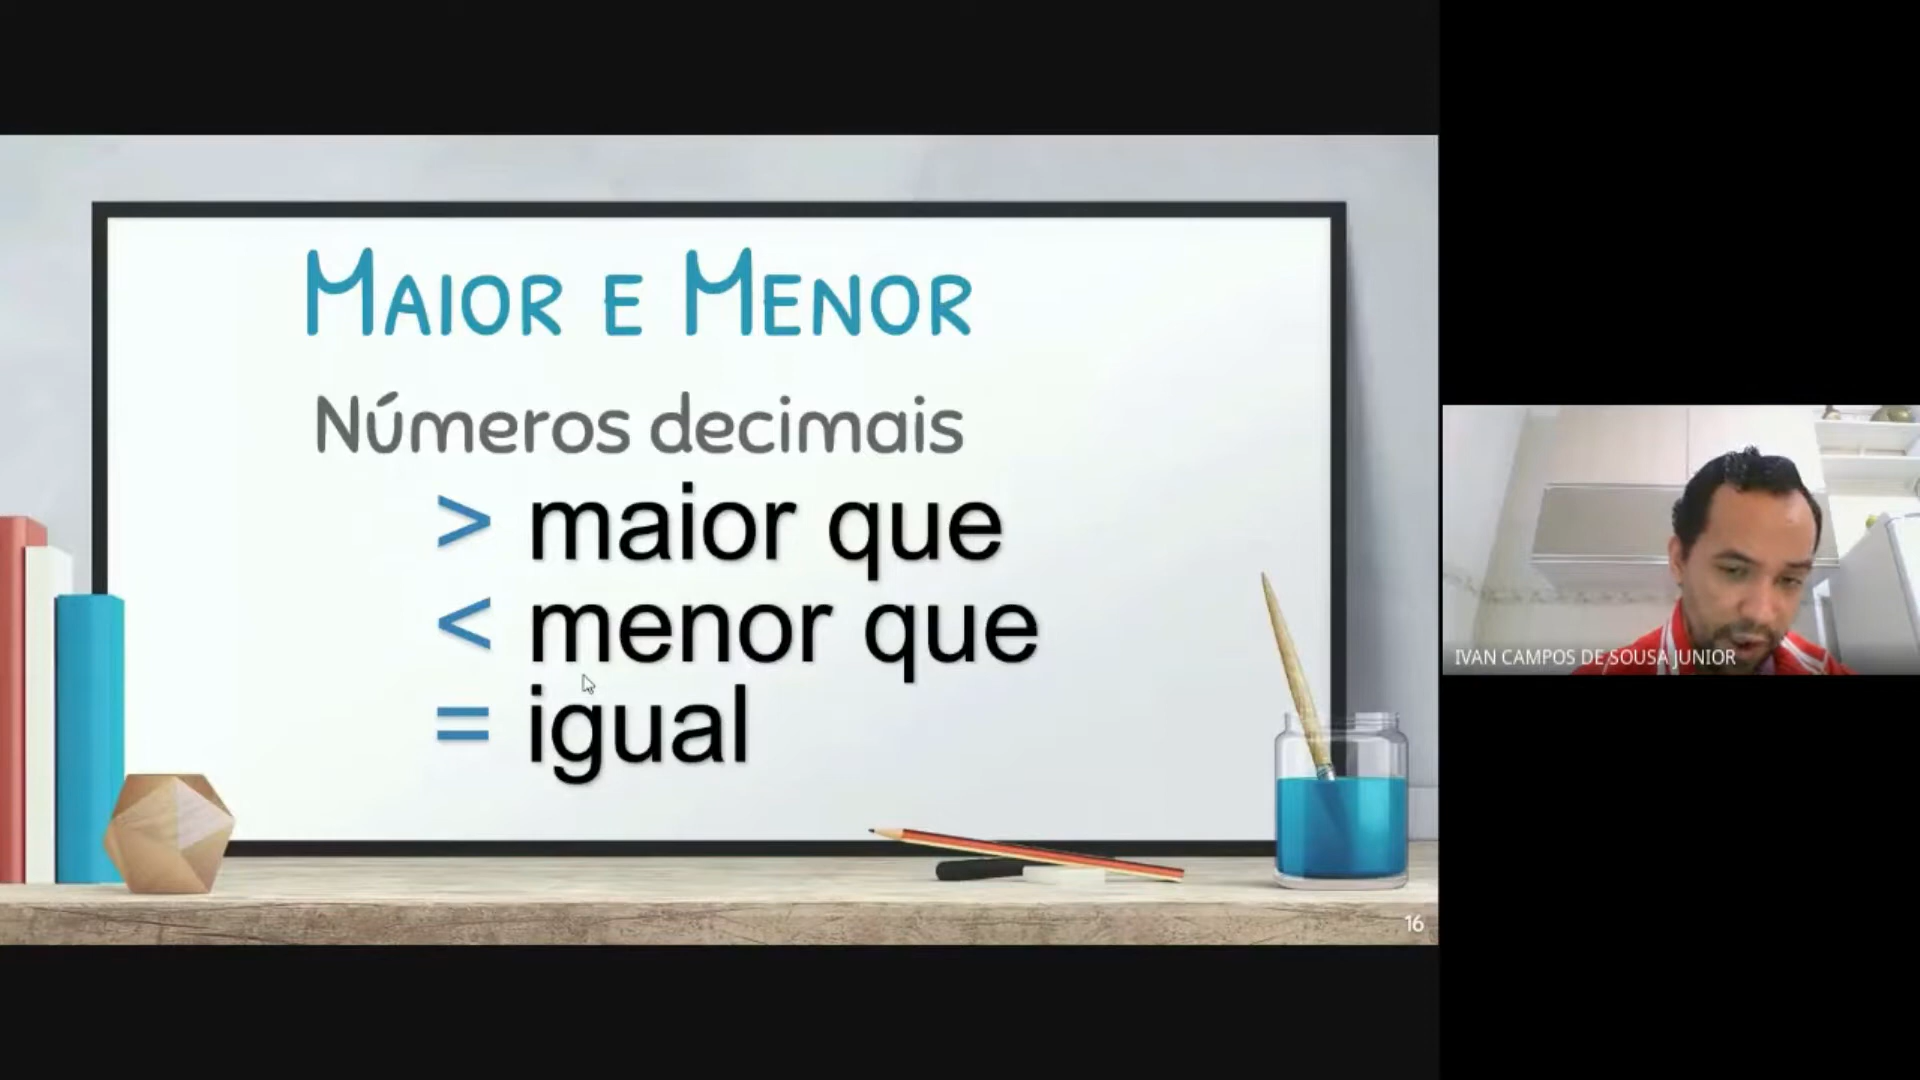 Maior e Menor
Números decimais
> maior que
< menor que
= igual
16
IVAN CAMPOS DE SOUSA JUNIOR